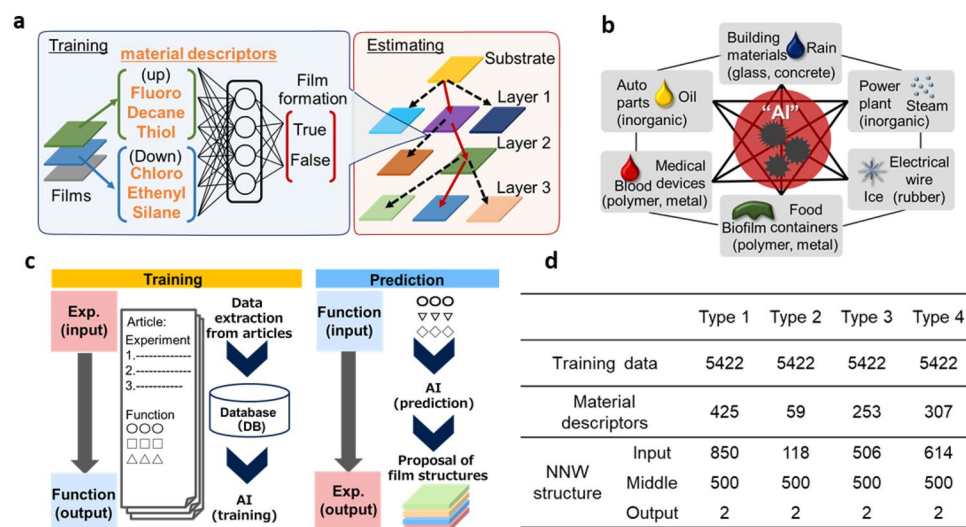 a
Training
material descriptors
(up)
Fluoro
Decane
Thiol
(Down)
Chloro
Ethenyl
Silane
Films
Film
formation
True
False
Estimating
Substrate
Layer 1
Layer 2
Layer 3
b
Building
materials
(glass, concrete)
Rain
Auto
parts
(inorganic)
Oil
Power
plant
(inorganic)
Steam
"AI"
Medical
devices
(polymer, metal)
Blood
Electrical
wire
(rubber)
Ice
Food
containers
(polymer, metal)
Biofilm
c
Training
Exp.
(input)
Function
(output)
Article:
Experiment
1.--------------
2.--------------
3.------------
Function
○○○
□□□
△△△
Data
extraction
from articles
Database
(DB)
AI
(training)
Prediction
Function
(input)
Exp.
(output)
○○○
▽▽▽
◇◇◇
AI
(prediction)
Proposal of
film structures
d
Type 1 Type 2 Type 3 Type 4
Training data 5422 5422 5422 5422
Material
descriptors 425 59 253 307
NNW
structure
Input 850 118 506 614
Middle 500 500 500 500
Output 2 2 2 2